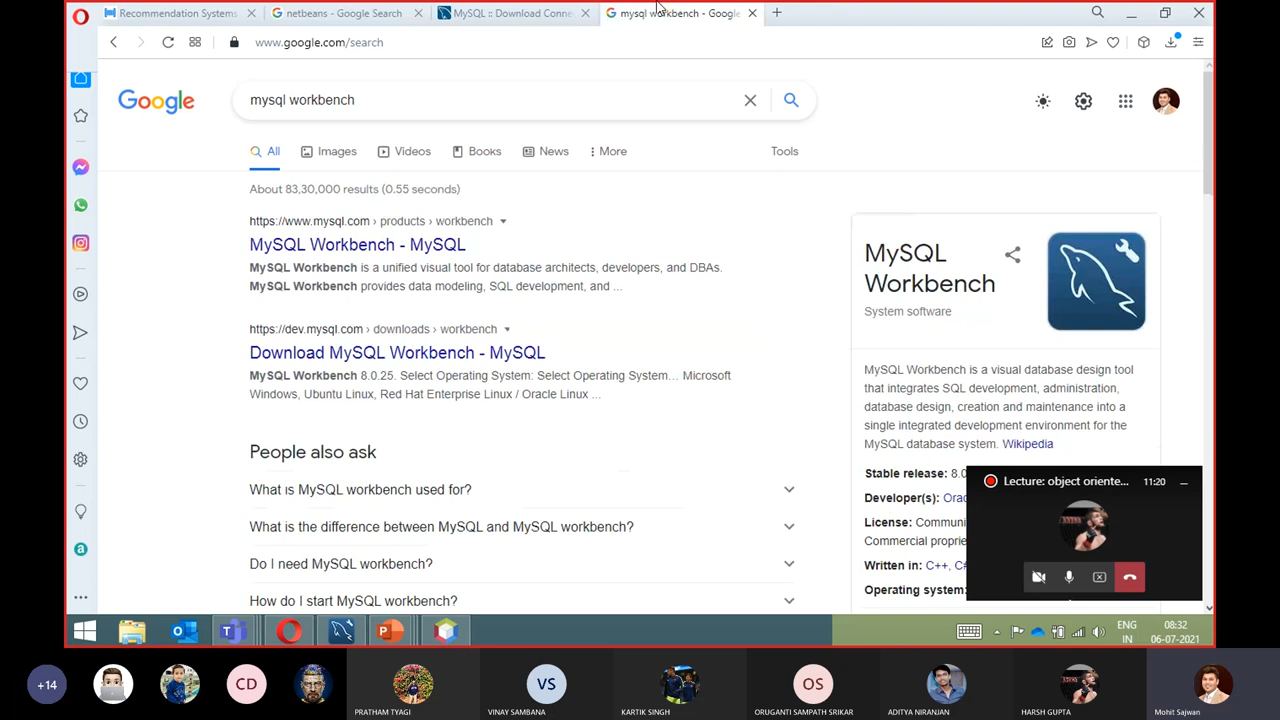 Recommendation Systems
netbeans - Google Search
MySQL :: Download Conne
mysql workbench - Google
www.google.com/search
Google
mysql workbench
All
Images
Videos
Books
News
More
Tools
About 83,30,000 results (0.55 seconds)
https://www.mysql.com › products › workbench
MySQL Workbench - MySQL
MySQL Workbench is a unified visual tool for database architects, developers, and DBAs.
MySQL Workbench provides data modeling, SQL development, and ...
https://dev.mysql.com › downloads › workbench
Download MySQL Workbench - MySQL
MySQL Workbench 8.0.25. Select Operating System: Select Operating System… Microsoft
Windows, Ubuntu Linux, Red Hat Enterprise Linux / Oracle Linux ...
People also ask
What is MySQL workbench used for?
What is the difference between MySQL and MySQL workbench?
Do I need MySQL workbench?
How do I start MySQL workbench?
MySQL
Workbench
System software
MySQL Workbench is a visual database design tool
that integrates SQL development, administration,
database design, creation and maintenance into a
single integrated development environment for the
MySQL database system. Wikipedia
Stable release: 8.0
Developer(s): Orac
License: Communi
Commercial proprie
Written in: C++, C#
Operating system:
Lecture: object oriente...
11:20
ENG
IN
08:32
06-07-2021
+14
CD
PRATHAM TYAGI
VS
VINAY SAMBANA
KARTIK SINGH
OS
ORUGANTI SAMPATH SRIKAR
ADITYA NIRANJAN
HARSH GUPTA
Mohit Sajwan